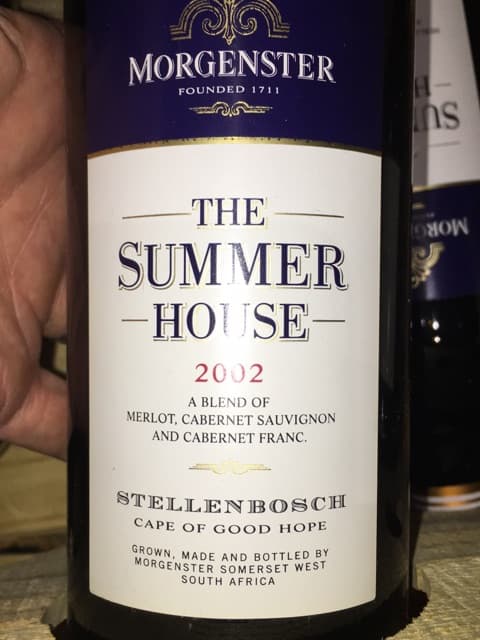 MORGENSTER
FOUNDED 1711
THE
SUMMER
HOUSE
2002
A BLEND OF
MERLOT, CABERNET SAUVIGNON
AND CABERNET FRANC.
STELLENBOSCH
CAPE OF GOOD HOPE
GROWN, MADE AND BOTTLED BY
MORGENSTER SOMERSET WEST
SOUTH AFRICA